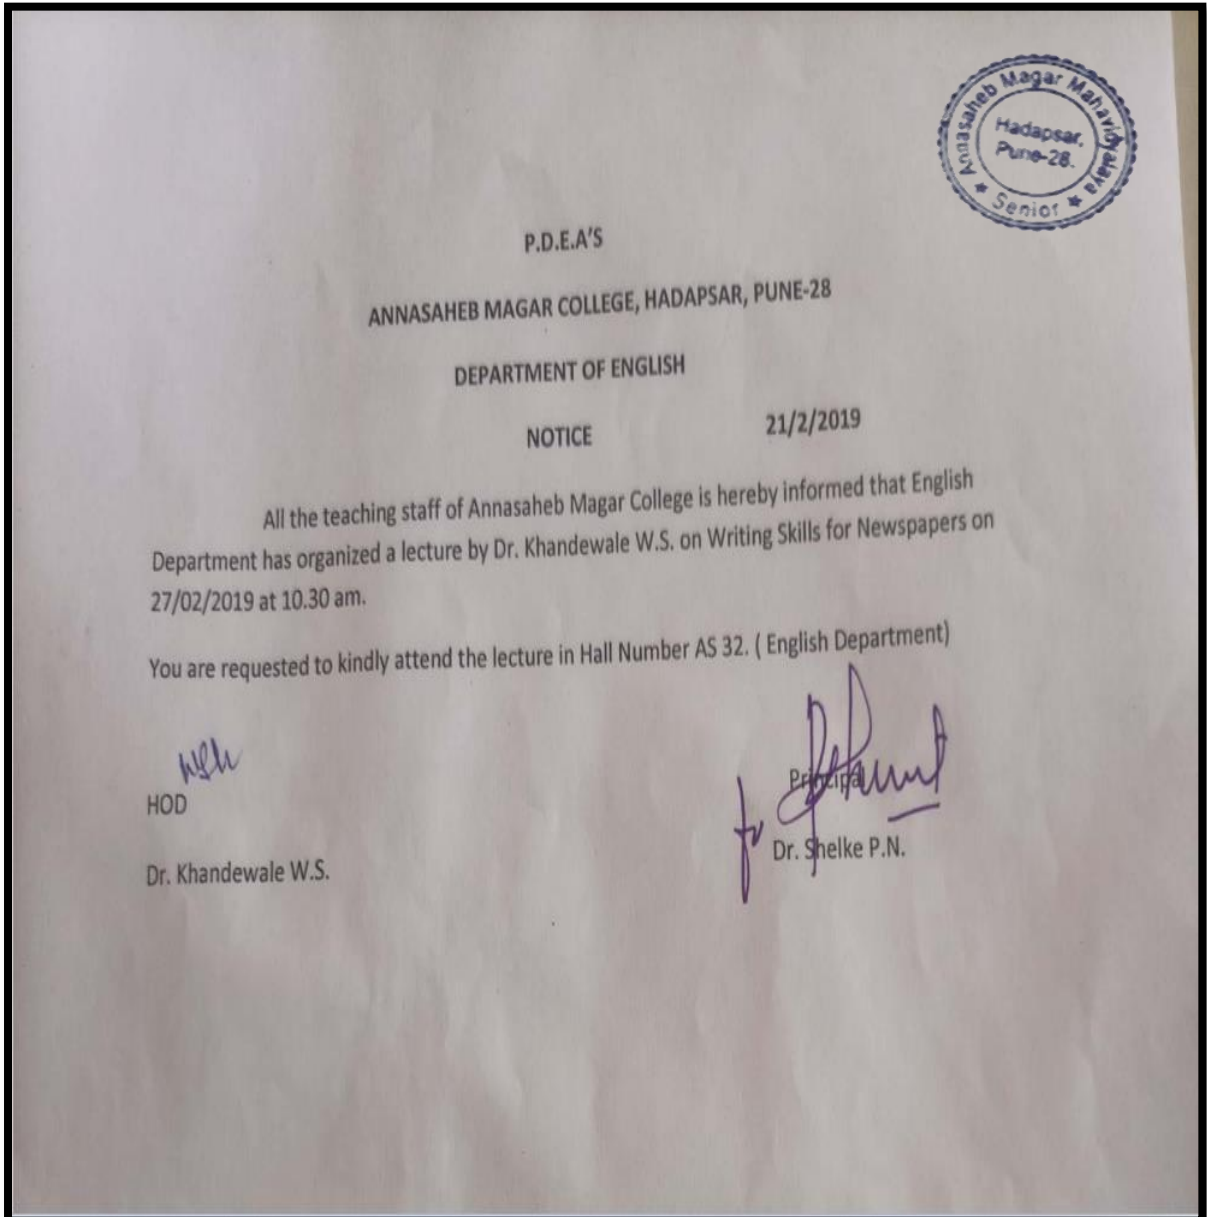 Annasaheb Magar Mahavidyalaya
Hadapsar,
Pune-28.
★ Senior ★
P.D.E.A'S
ANNASAHEB MAGAR COLLEGE, HADAPSAR, PUNE-28
DEPARTMENT OF ENGLISH
NOTICE 21/2/2019
All the teaching staff of Annasaheb Magar College is hereby informed that English
Department has organized a lecture by Dr. Khandewale W.S. on Writing Skills for Newspapers on
27/02/2019 at 10.30 am.
You are requested to kindly attend the lecture in Hall Number AS 32. ( English Department)
HOD
Principal
for
Dr. Khandewale W.S.
Dr. Shelke P.N.